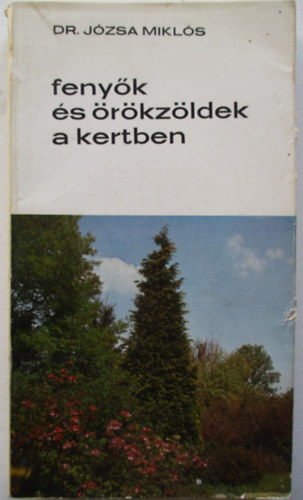 DR. JÓZSA MIKLÓS
fenyők
és örökzöldek
a kertben